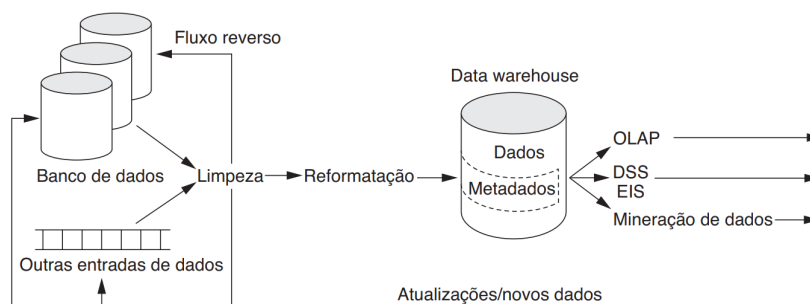 Fluxo reverso
Data warehouse
Banco de dados
Limpeza
Reformatação
Dados
Metadados
OLAP
DSS
EIS
Mineração de dados
Outras entradas de dados
Atualizações/novos dados